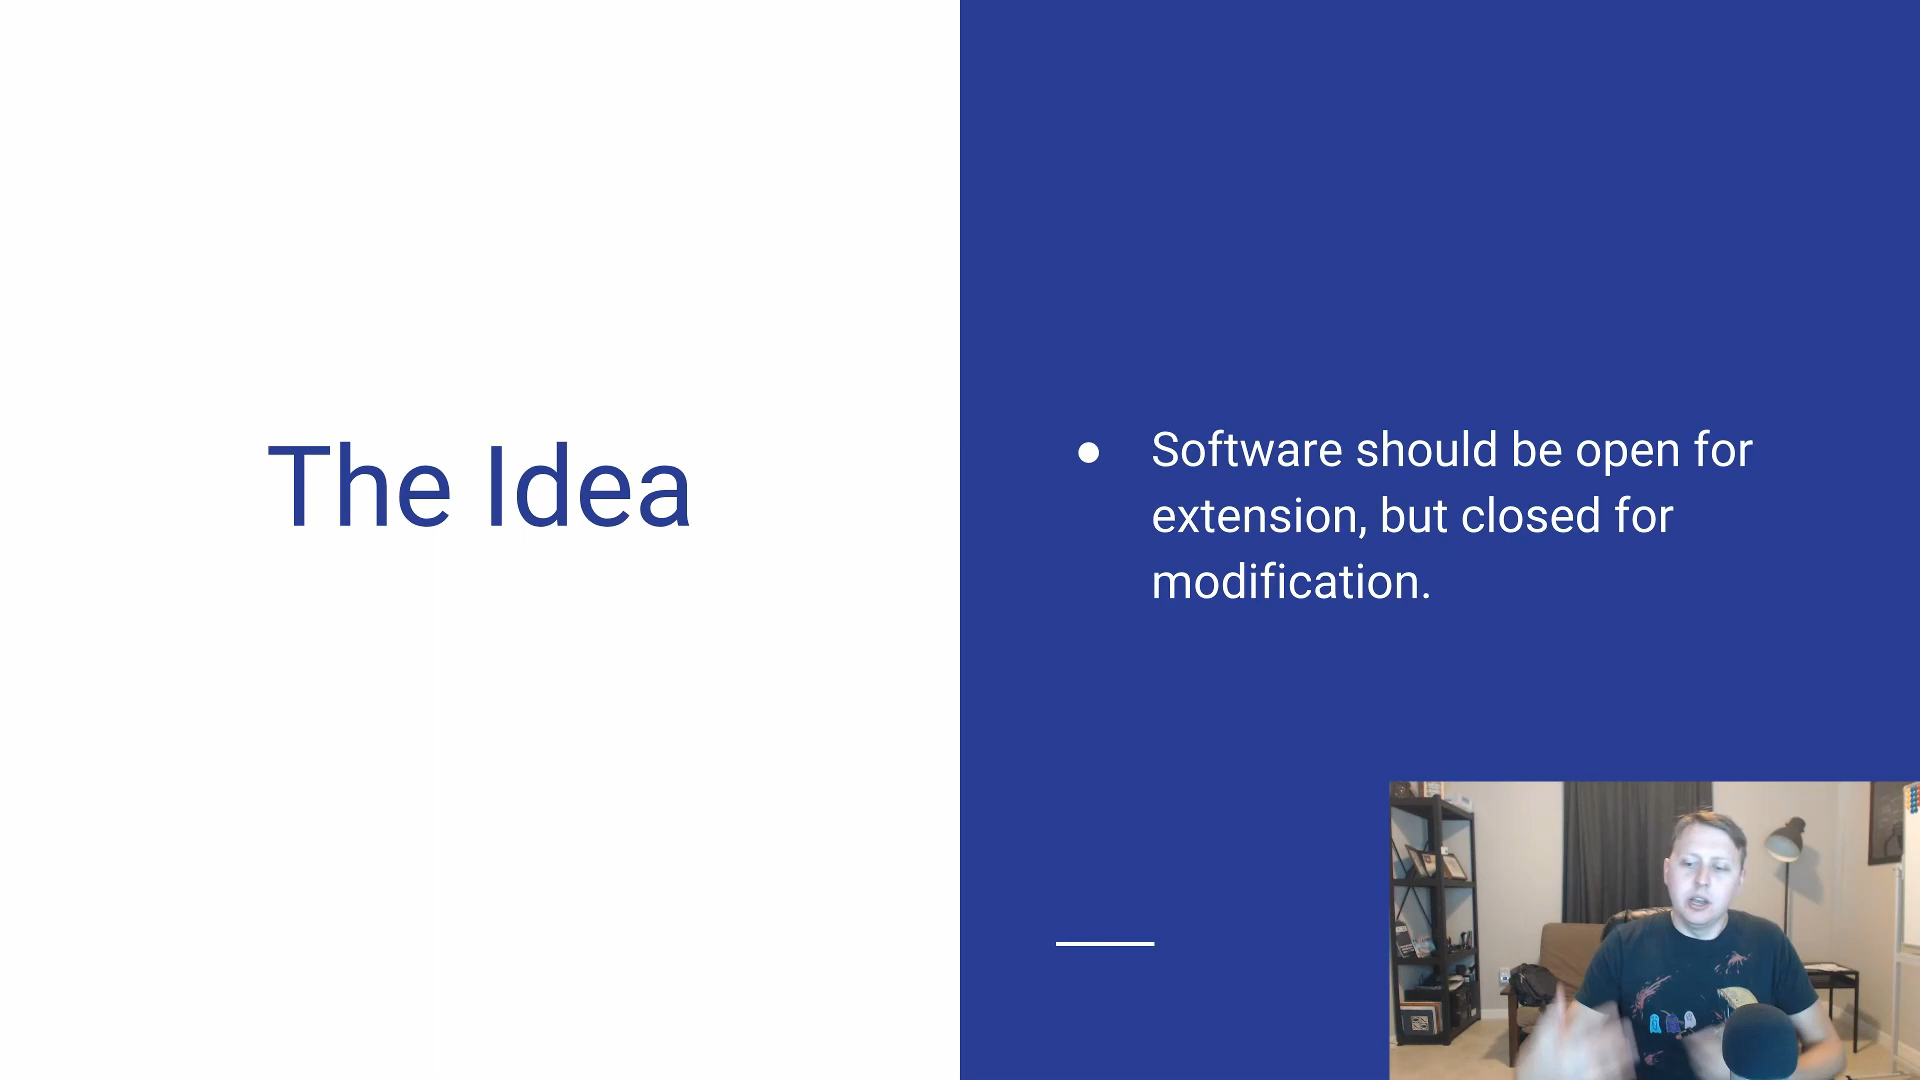 The Idea
● Software should be open for
extension, but closed for
modification.